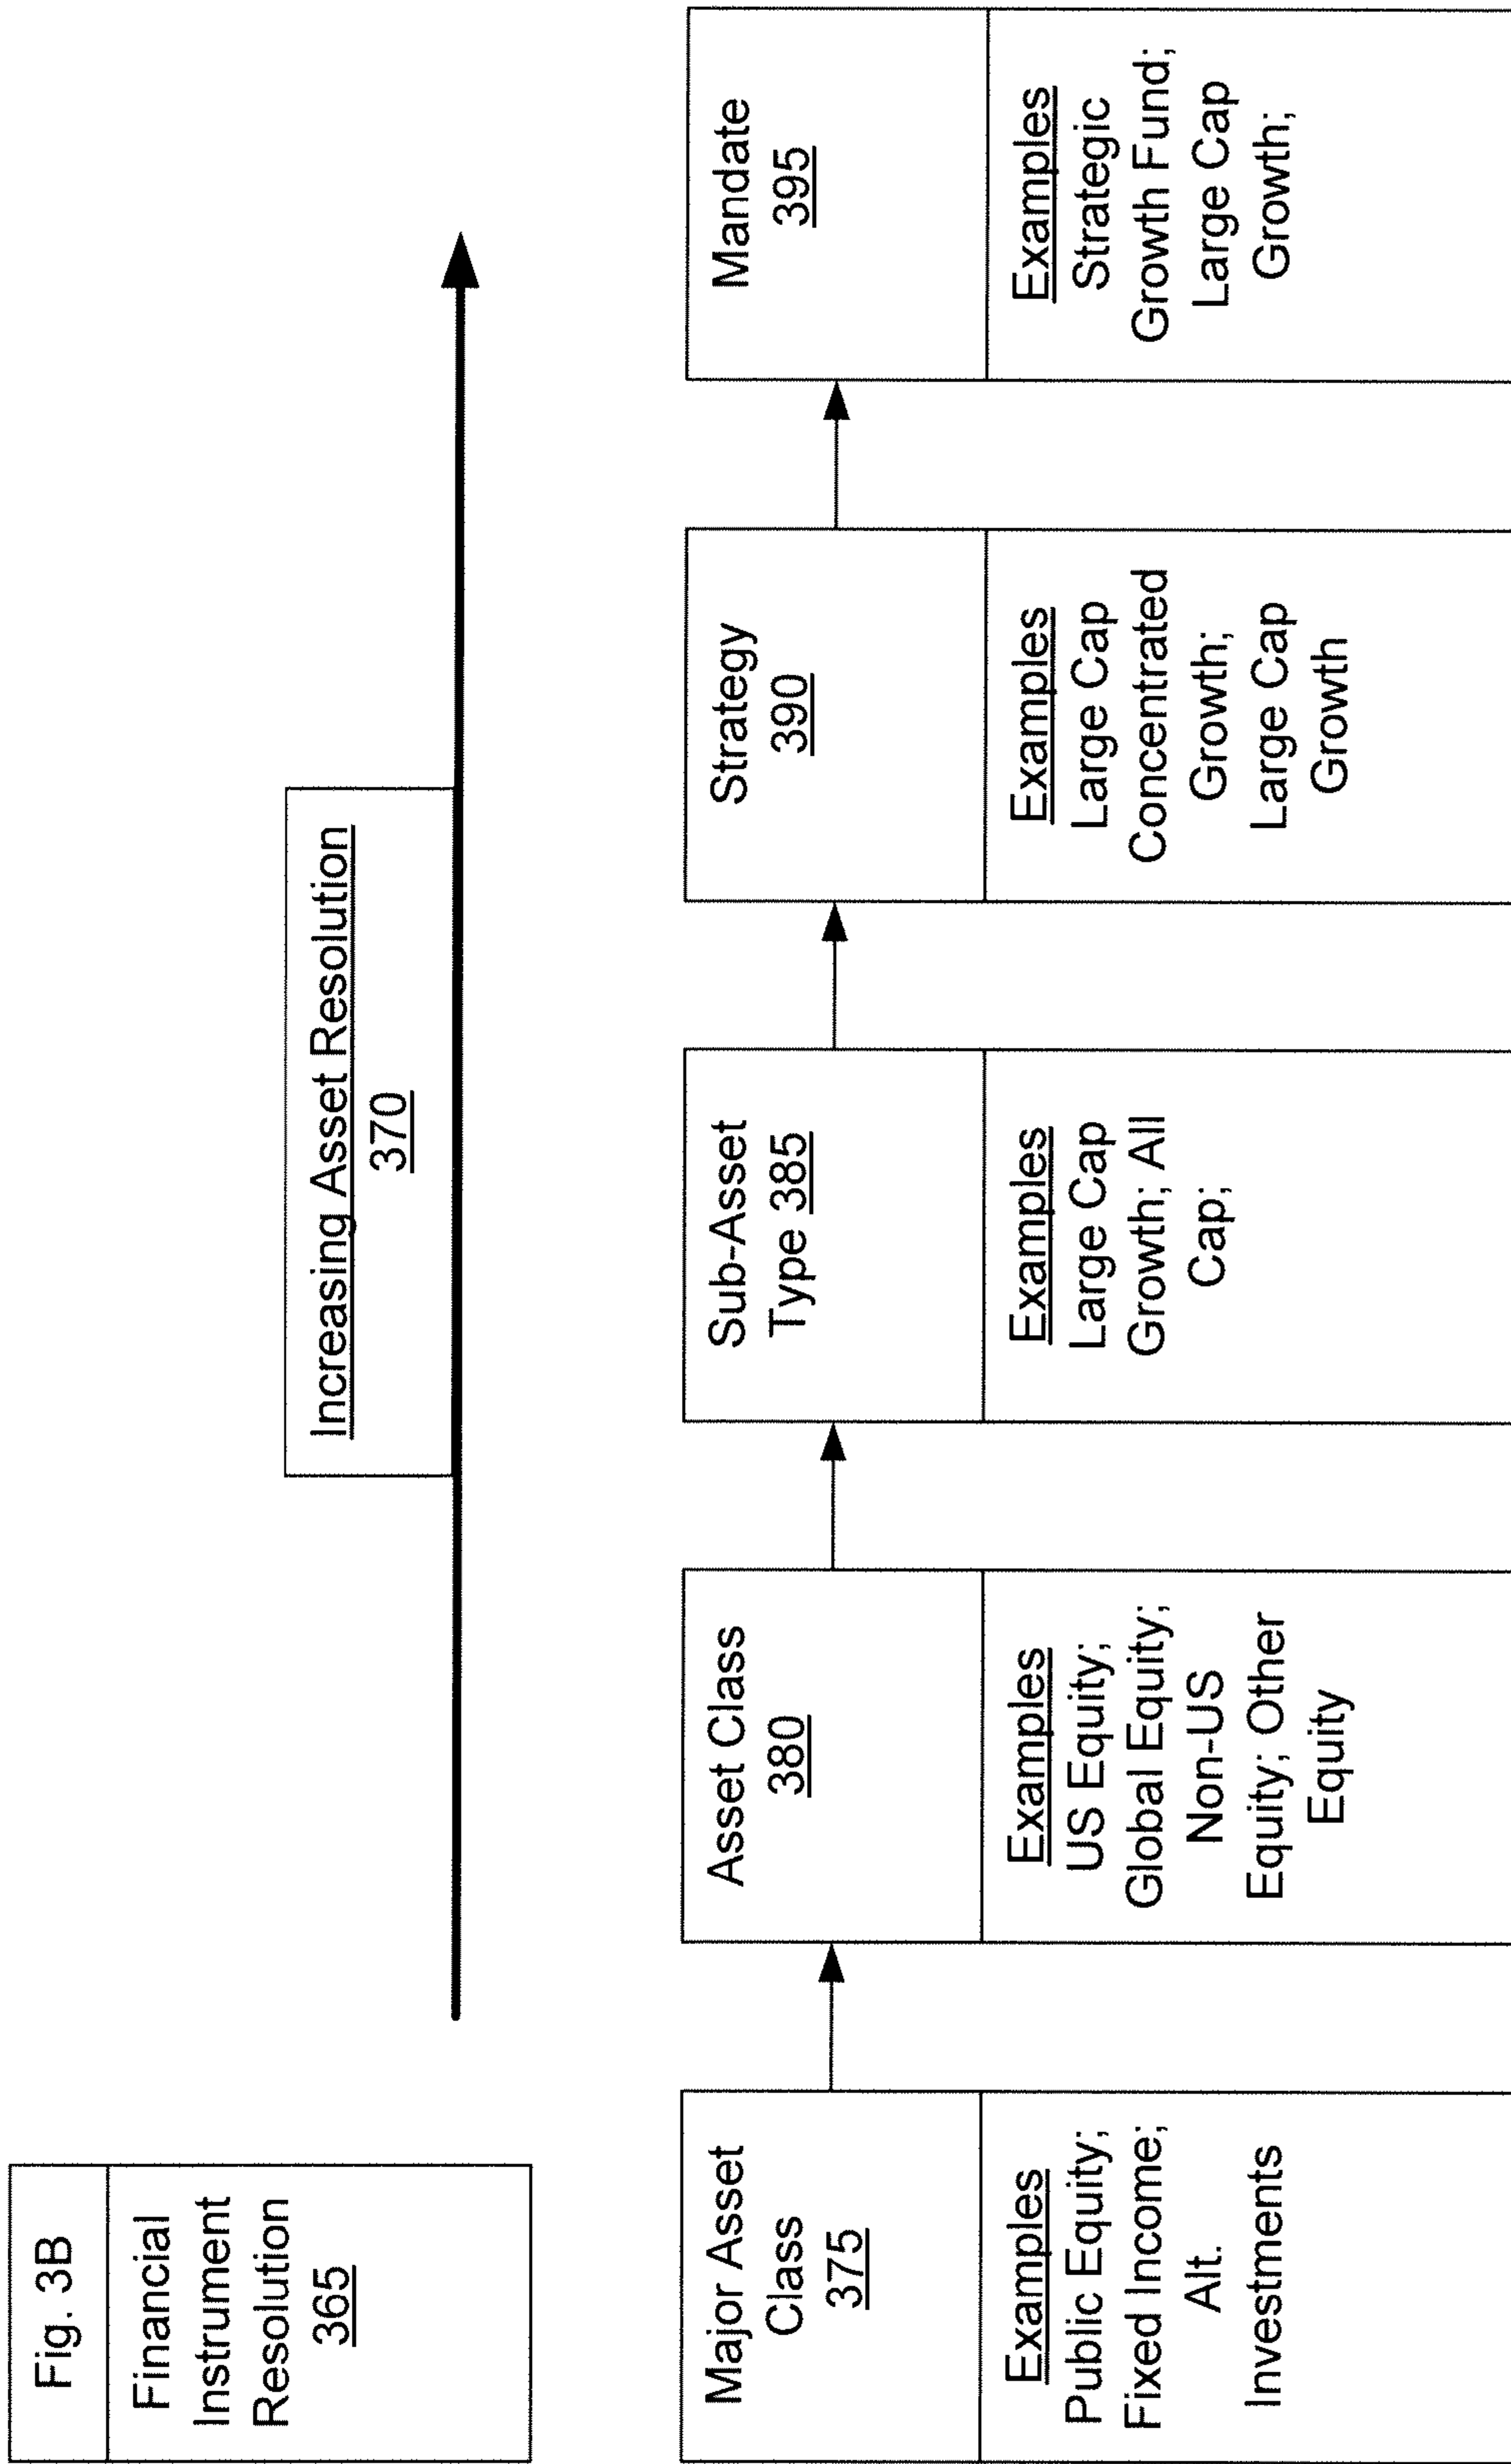 Fig. 3B
Financial
Instrument
Resolution
365
Increasing Asset Resolution
370
Major Asset
Class
375
Examples
Public Equity;
Fixed Income;
Alt.
Investments
Asset Class
380
Examples
US Equity;
Global Equity;
Non-US
Equity; Other
Equity
Sub-Asset
Type 385
Examples
Large Cap
Growth; All
Cap;
Strategy
390
Examples
Large Cap
Concentrated
Growth;
Large Cap
Growth
Mandate
395
Examples
Strategic
Growth Fund;
Large Cap
Growth;